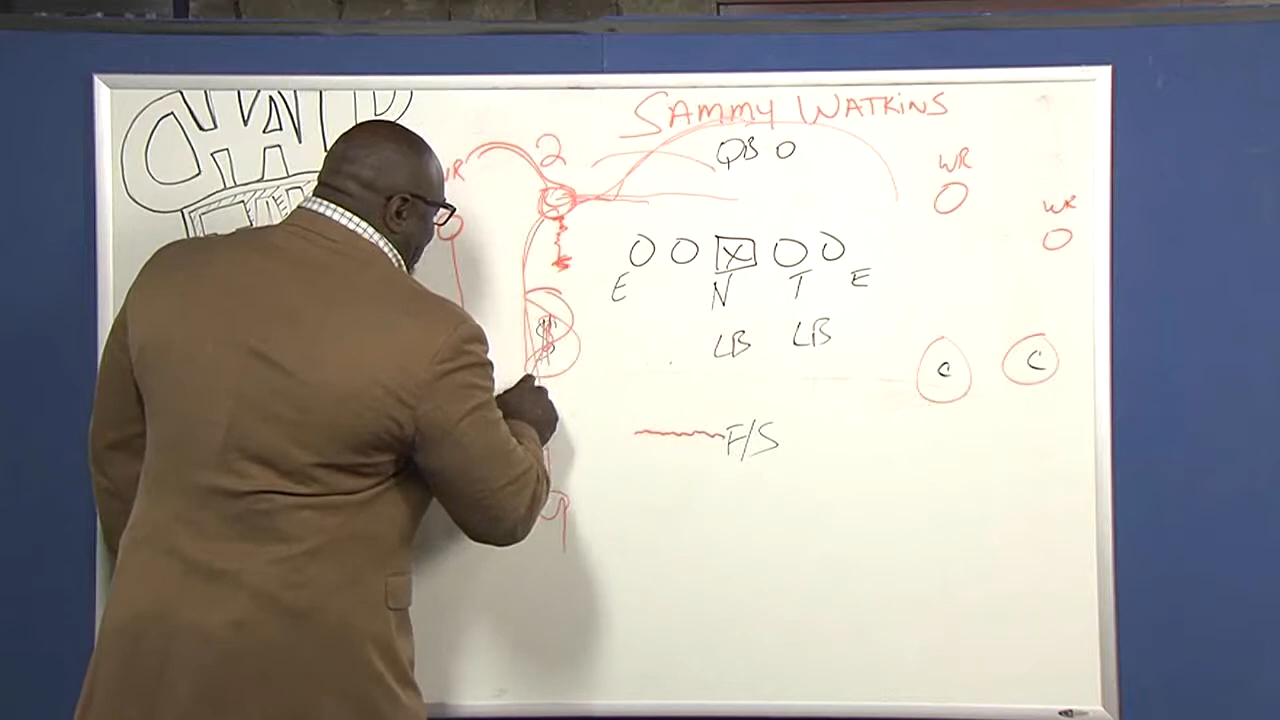 SAMMY WATKINS
2
QB O
WR
WR
O O X O O
E N T E
LB LB
$
C C
F/S